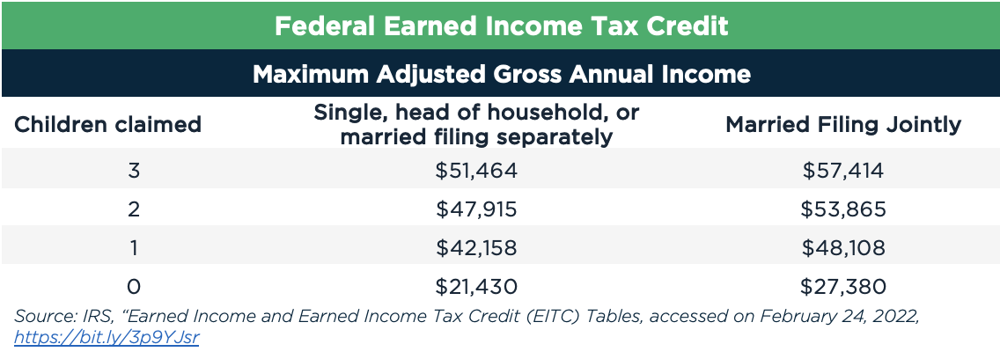 Federal Earned Income Tax Credit
Maximum Adjusted Gross Annual Income
Children claimed
Single, head of household, or
married filing separately
Married Filing Jointly
3 $51,464 $57,414
2 $47,915 $53,865
1 $42,158 $48,108
0 $21,430 $27,380
Source: IRS, “Earned Income and Earned Income Tax Credit (EITC) Tables, accessed on February 24, 2022,
https://bit.ly/3p9YJsr